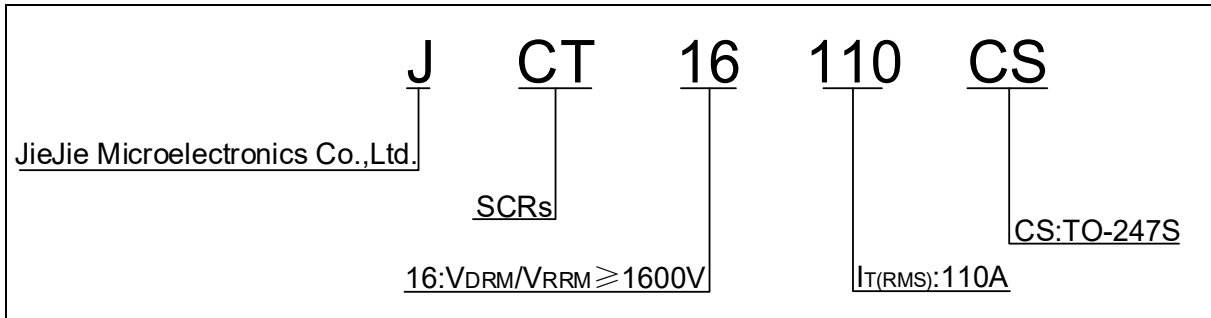 J CT 16 110 CS
JieJie Microelectronics Co.,Ltd.
SCRs
CS:TO-247S
16:VDRM/VRRM≥1600V
IT(RMS):110A